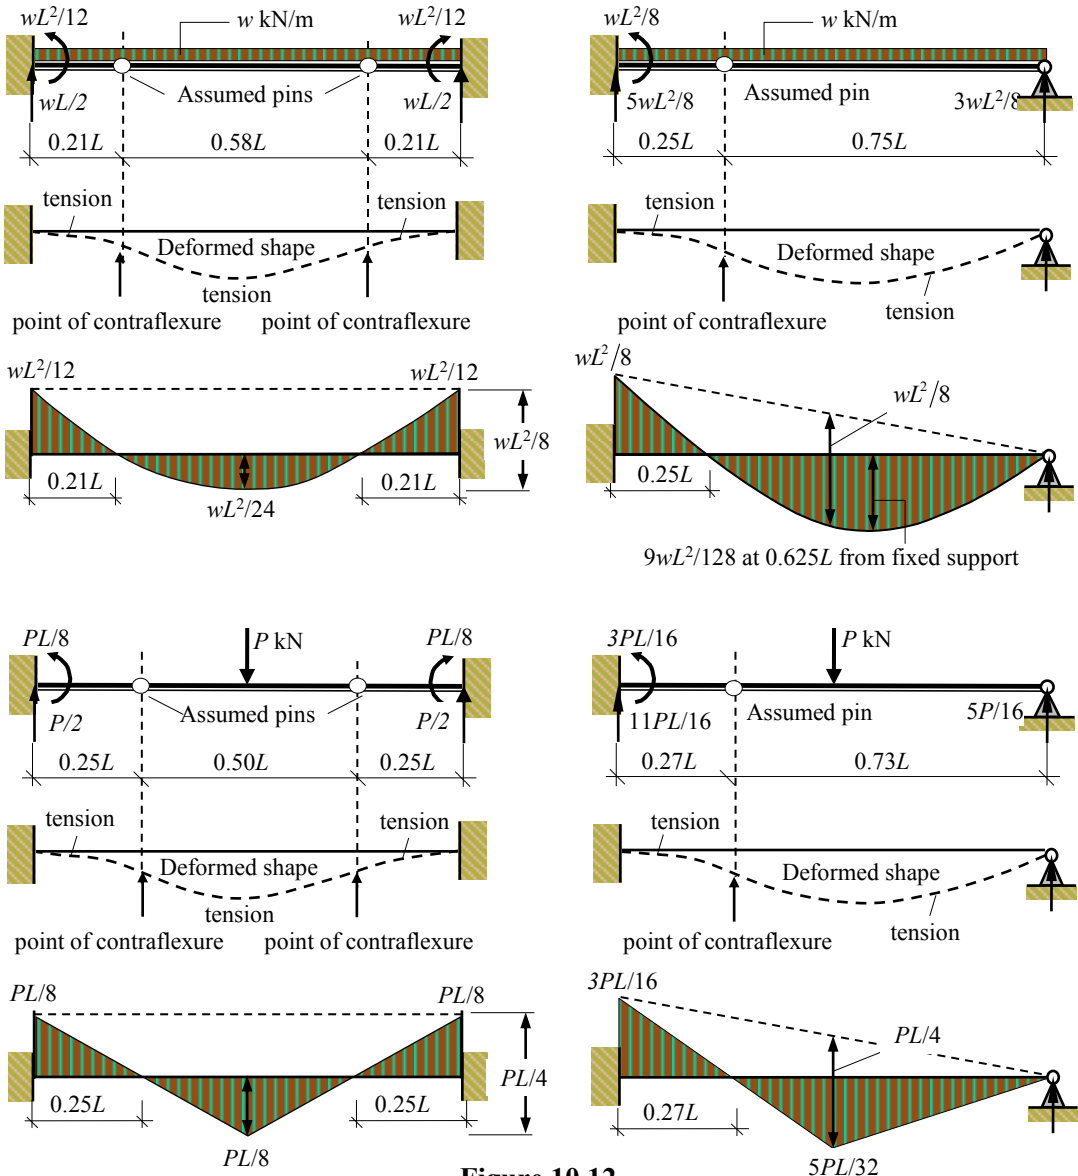 wL²/12 w kN/m wL²/12
Assumed pins
wL/2 wL/2
0.21L 0.58L 0.21L
tension tension
Deformed shape
tension
point of contraflexure point of contraflexure
wL²/12 wL²/12
wL²/8
0.21L 0.21L
wL²/24
wL²/8 w kN/m
Assumed pin
5wL²/8 3wL²/8
0.25L 0.75L
tension
Deformed shape
tension
point of contraflexure
wL²/8
wL²/8
0.25L
9wL²/128 at 0.625L from fixed support
PL/8 P kN PL/8
Assumed pins
P/2 P/2
0.25L 0.50L 0.25L
tension tension
Deformed shape
tension
point of contraflexure point of contraflexure
PL/8 PL/8
PL/4
0.25L 0.25L
PL/8
3PL/16 P kN
Assumed pin
11PL/16 5P/16
0.27L 0.73L
tension
Deformed shape
tension
point of contraflexure
3PL/16
PL/4
0.27L
5PL/32
Figure 10.12